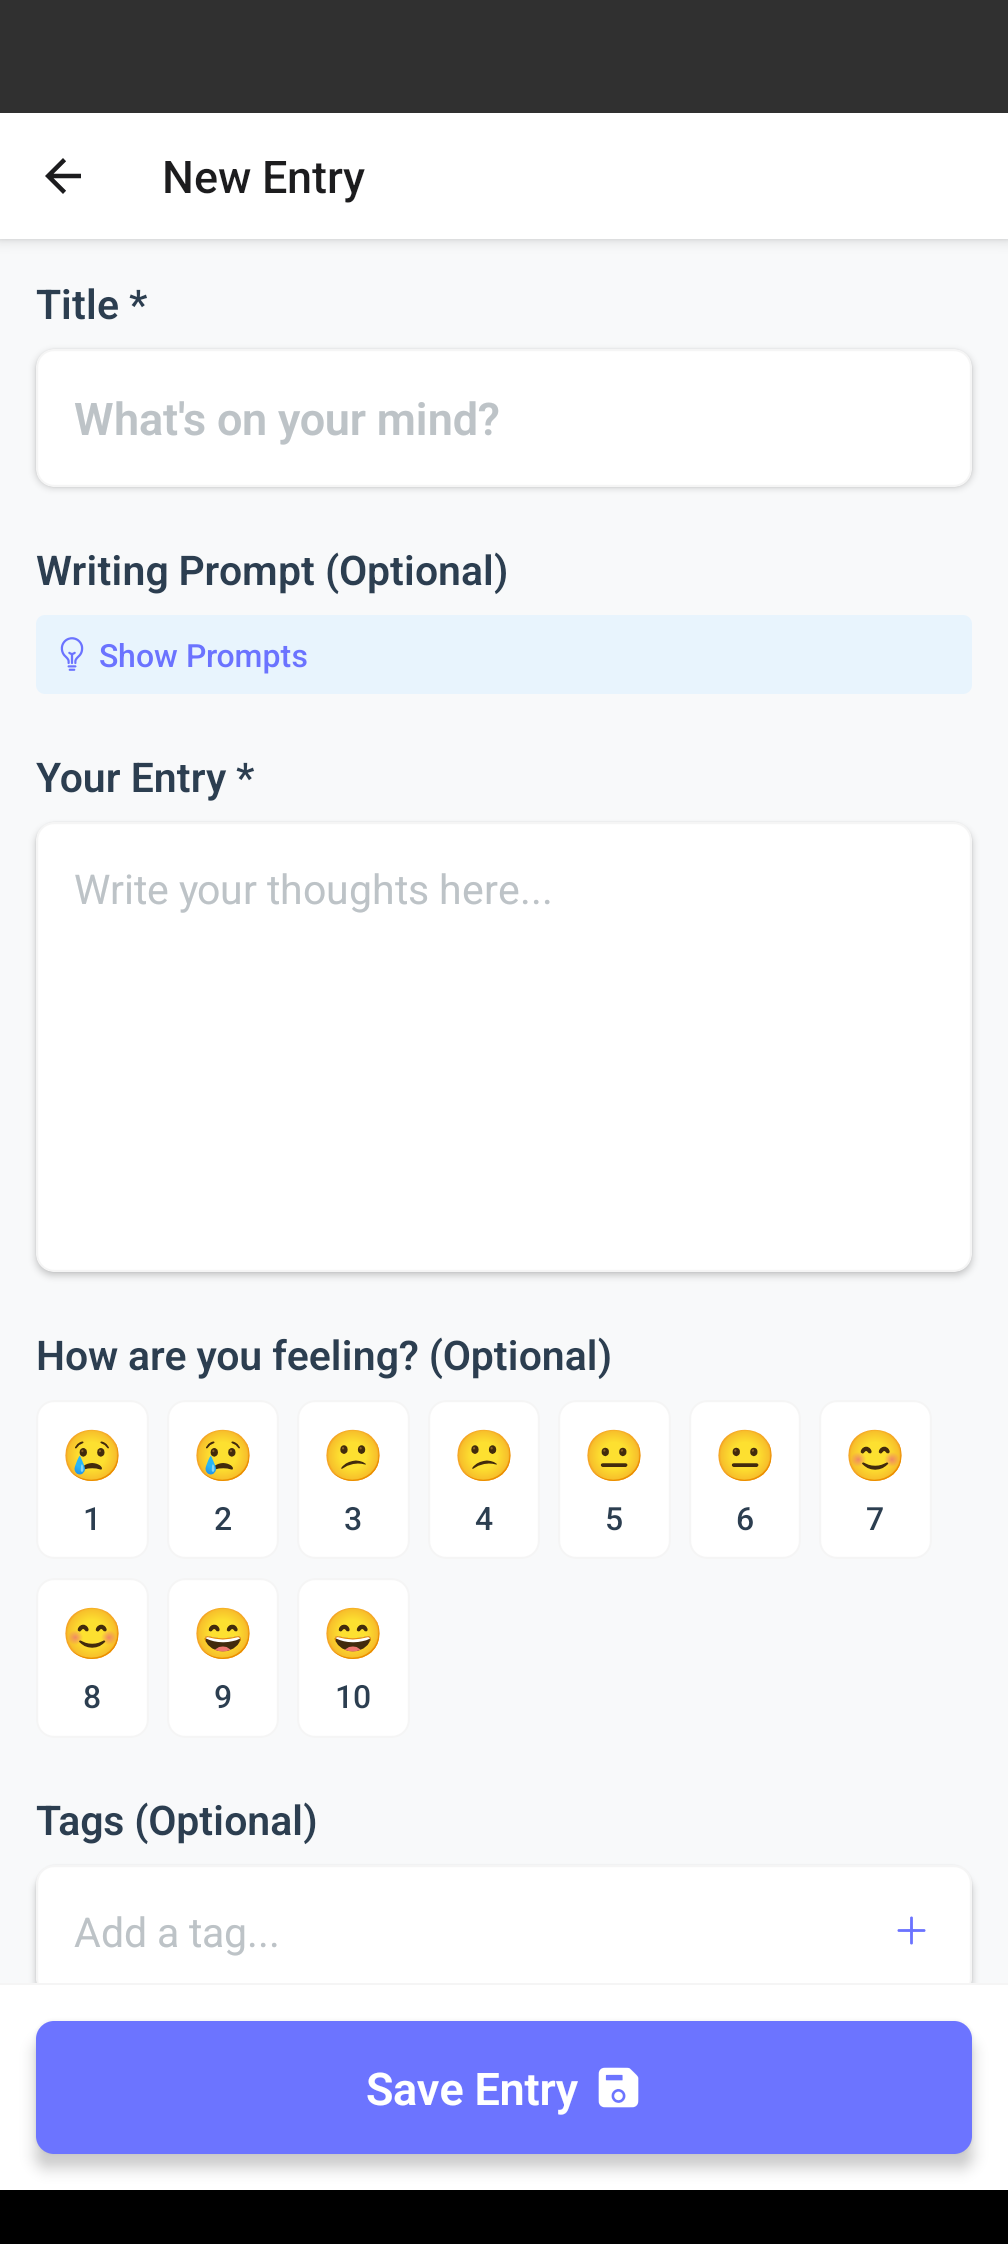 New Entry
Title *
What's on your mind?
Writing Prompt (Optional)
Show Prompts
Your Entry *
Write your thoughts here...
How are you feeling? (Optional)
1 2 3 4 5 6 7
8 9 10
Tags (Optional)
Add a tag...
Save Entry